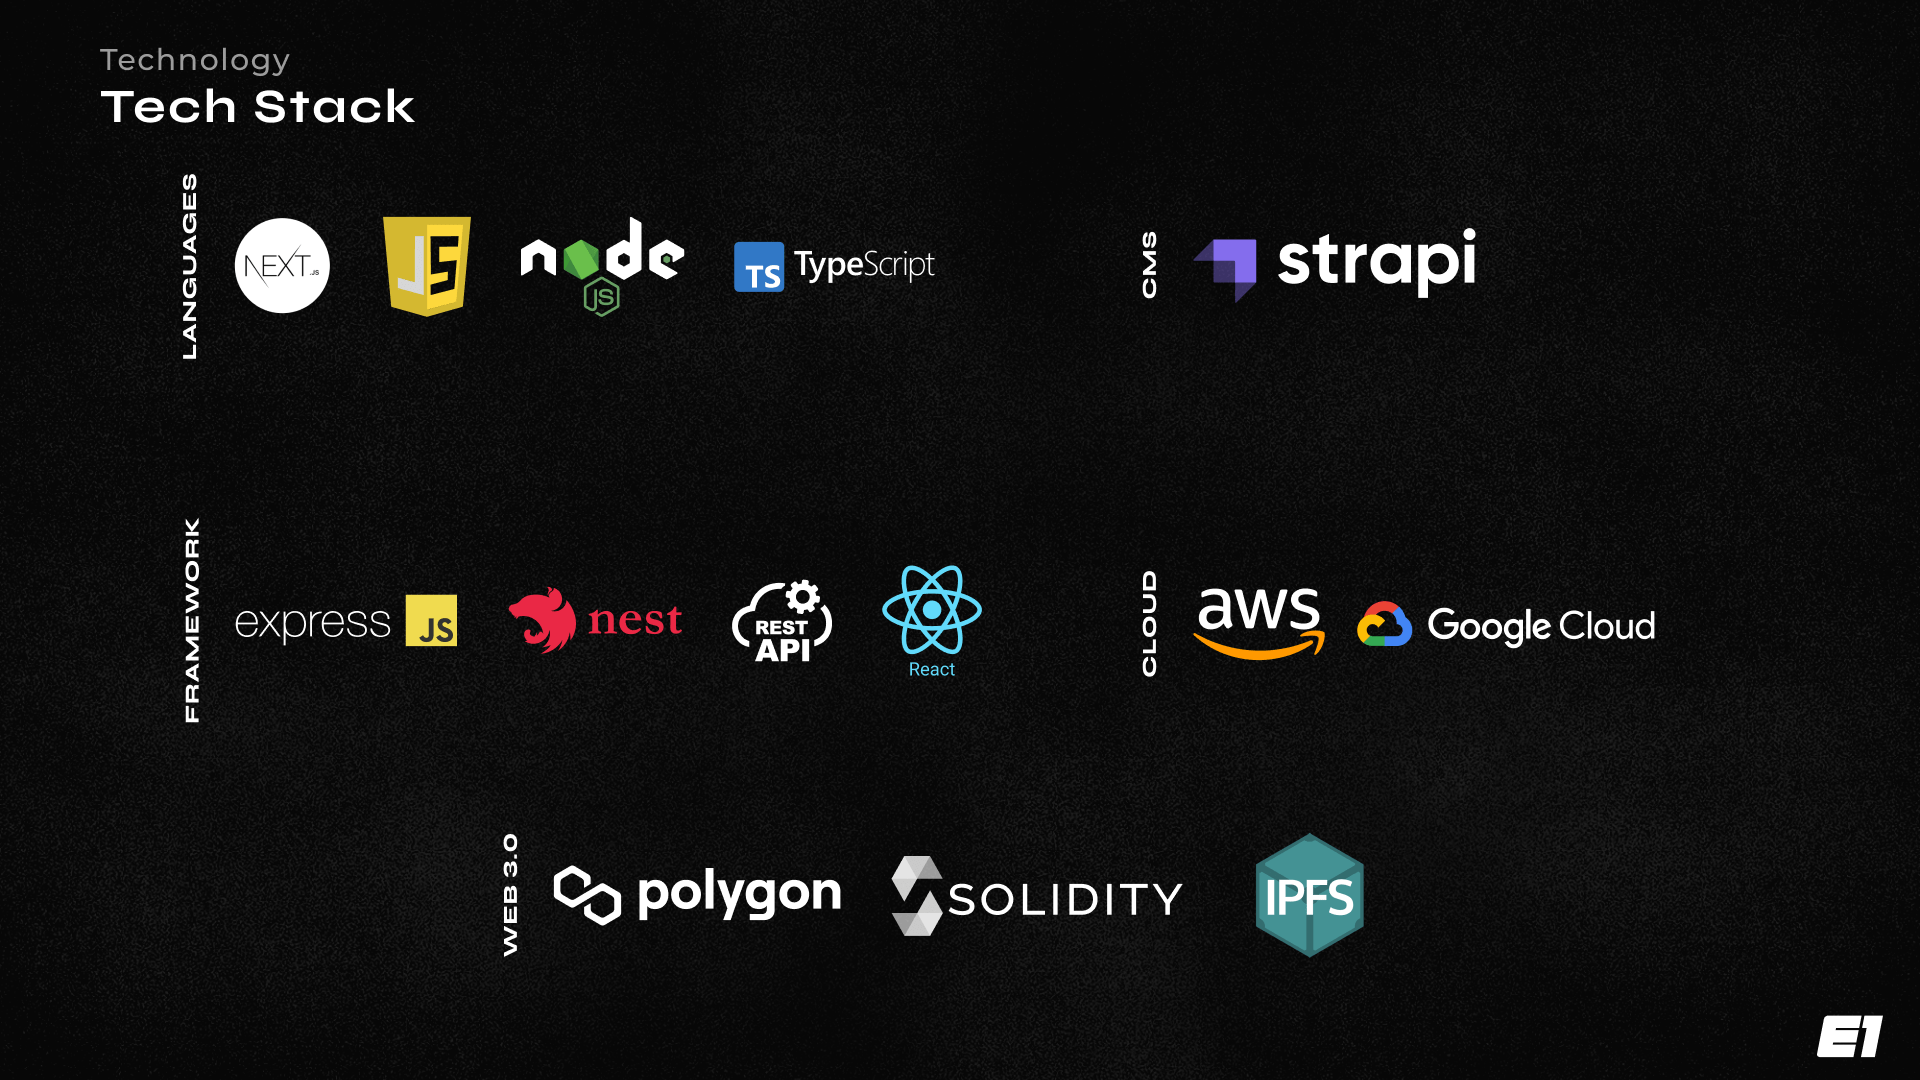 Technology
Tech Stack
LANGUAGES
NEXT.JS
JS
node
JS
TS TypeScript
CMS
strapi
FRAMEWORK
express JS
nest
REST
API
React
CLOUD
aws
Google Cloud
WEB 3.0
polygon
SOLIDITY
IPFS
E1